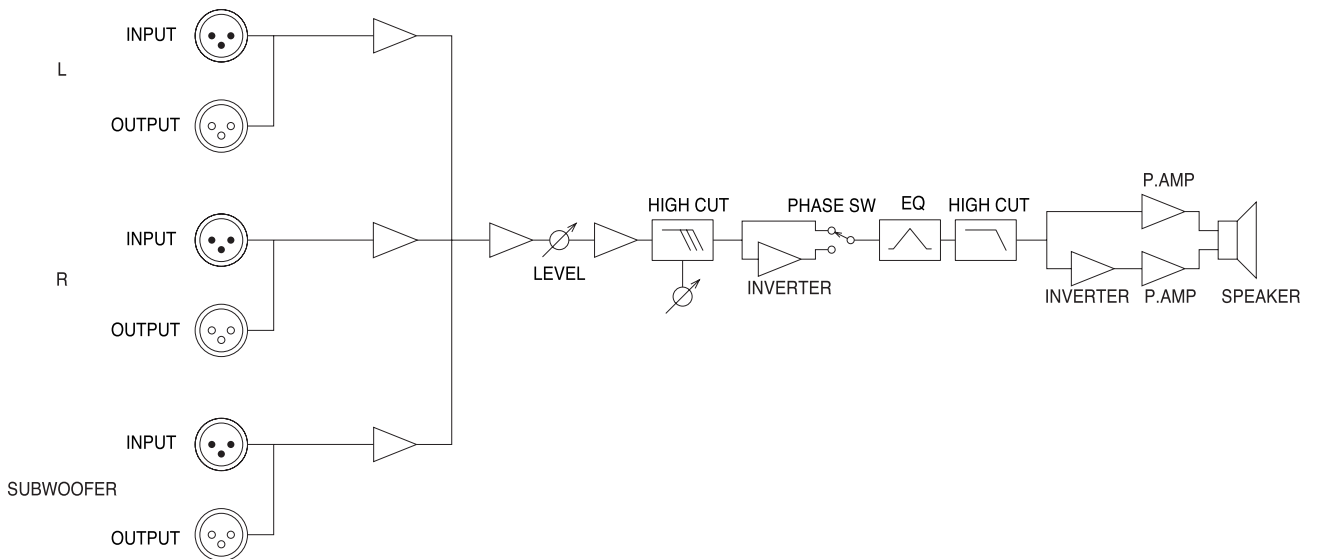 INPUT
L
OUTPUT
INPUT
R
OUTPUT
INPUT
SUBWOOFER
OUTPUT
LEVEL
HIGH CUT
INVERTER
PHASE SW
EQ
HIGH CUT
P.AMP
INVERTER
P.AMP
SPEAKER